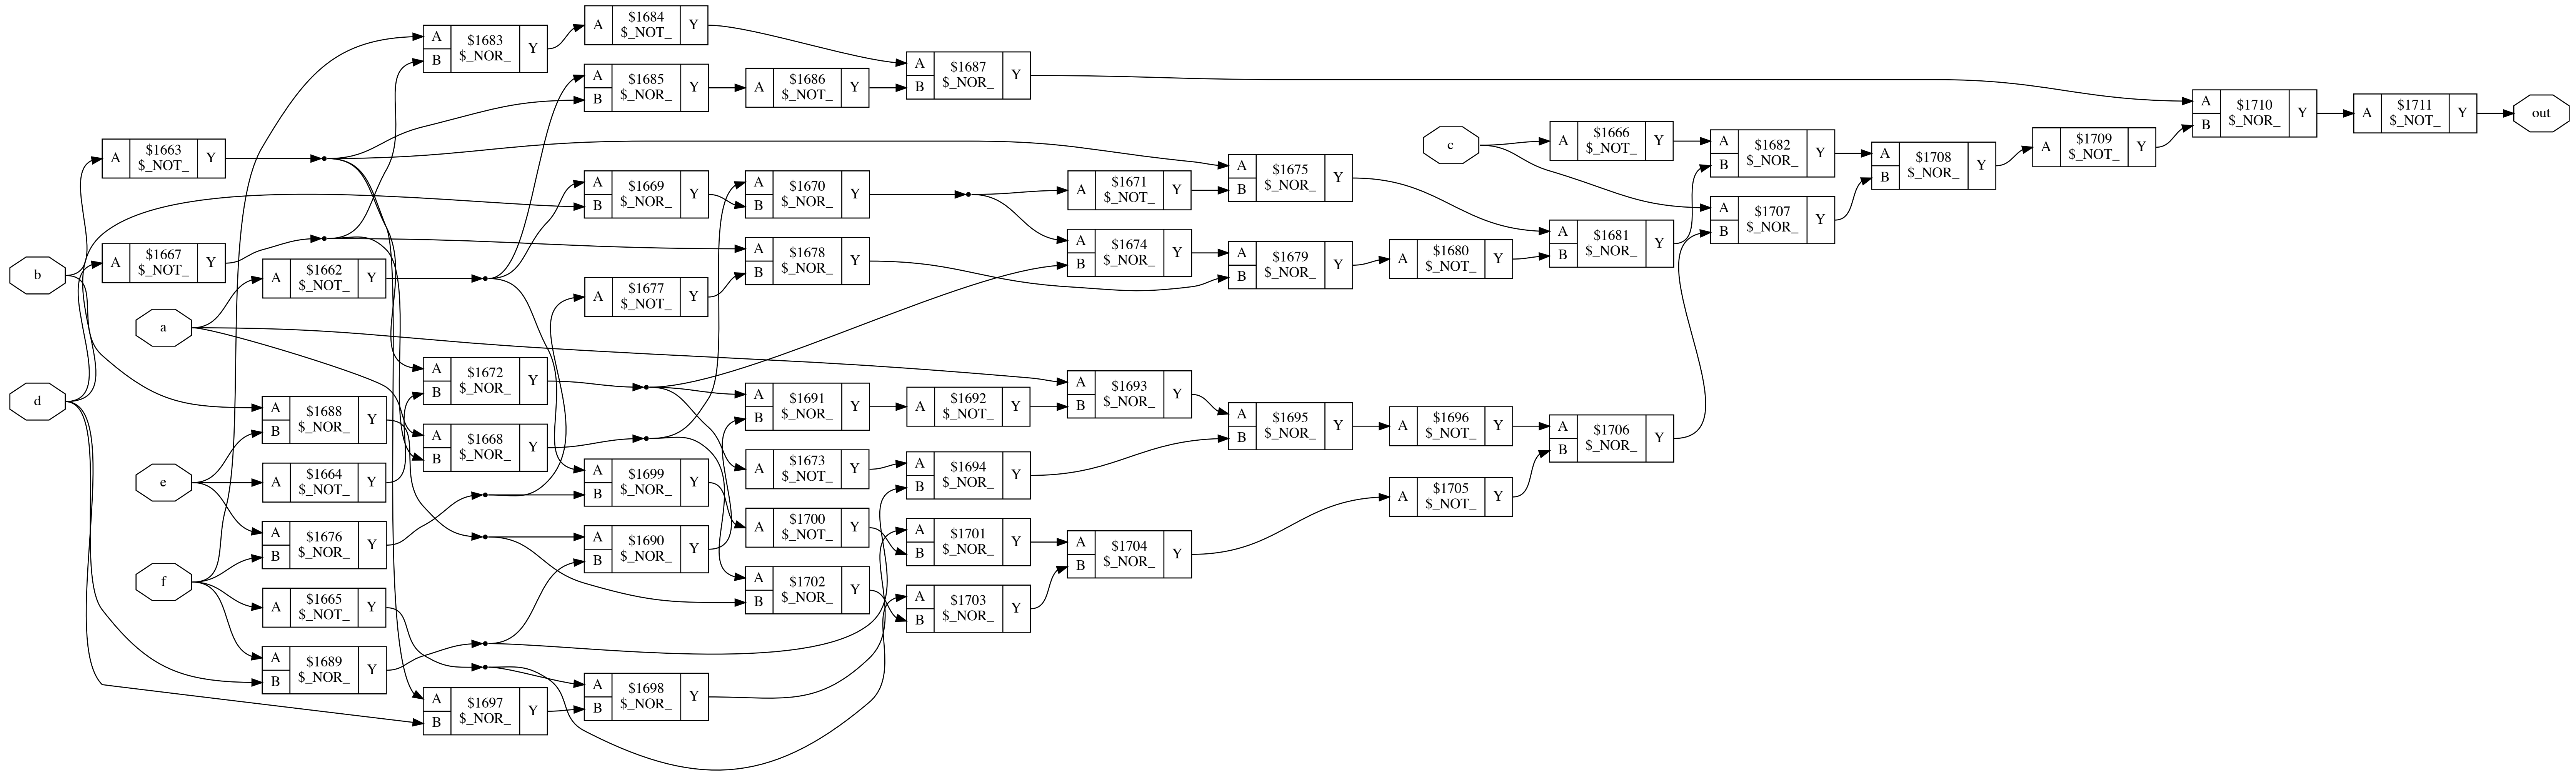 A
B
$1683
$_NOR_
Y
A
$1684
$_NOT_
Y
A
B
$1685
$_NOR_
Y
A
$1686
$_NOT_
Y
A
B
$1687
$_NOR_
Y
A
B
$1710
$_NOR_
Y
A
$1711
$_NOT_
Y
out
A
$1663
$_NOT_
Y
c
A
$1666
$_NOT_
Y
A
B
$1682
$_NOR_
Y
A
B
$1708
$_NOR_
Y
A
$1709
$_NOT_
Y
A
B
$1669
$_NOR_
Y
A
B
$1670
$_NOR_
Y
A
$1671
$_NOT_
Y
A
B
$1675
$_NOR_
Y
A
B
$1707
$_NOR_
Y
b
A
$1667
$_NOT_
Y
A
$1662
$_NOT_
Y
A
B
$1678
$_NOR_
Y
A
B
$1674
$_NOR_
Y
A
B
$1679
$_NOR_
Y
A
$1680
$_NOT_
Y
A
B
$1681
$_NOR_
Y
A
$1677
$_NOT_
Y
a
d
A
B
$1672
$_NOR_
Y
A
B
$1691
$_NOR_
Y
A
$1692
$_NOT_
Y
A
B
$1693
$_NOR_
Y
A
B
$1688
$_NOR_
Y
A
B
$1668
$_NOR_
Y
A
B
$1695
$_NOR_
Y
A
$1696
$_NOT_
Y
A
B
$1706
$_NOR_
Y
e
A
$1664
$_NOT_
Y
A
B
$1699
$_NOR_
Y
A
$1673
$_NOT_
Y
A
B
$1694
$_NOR_
Y
A
$1705
$_NOT_
Y
A
B
$1676
$_NOR_
Y
A
B
$1690
$_NOR_
Y
A
$1700
$_NOT_
Y
A
B
$1701
$_NOR_
Y
A
B
$1704
$_NOR_
Y
f
A
$1665
$_NOT_
Y
A
B
$1702
$_NOR_
Y
A
B
$1703
$_NOR_
Y
A
B
$1689
$_NOR_
Y
A
B
$1697
$_NOR_
Y
A
B
$1698
$_NOR_
Y